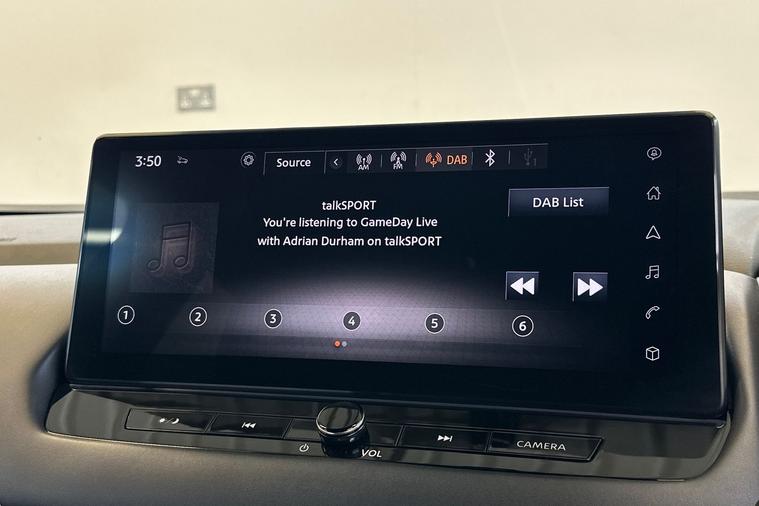 3:50
Source
AM
FM
DAB
1
talkSPORT
You're listening to GameDay Live
with Adrian Durham on talkSPORT
DAB List
1
2
3
4
5
6
VOL
CAMERA